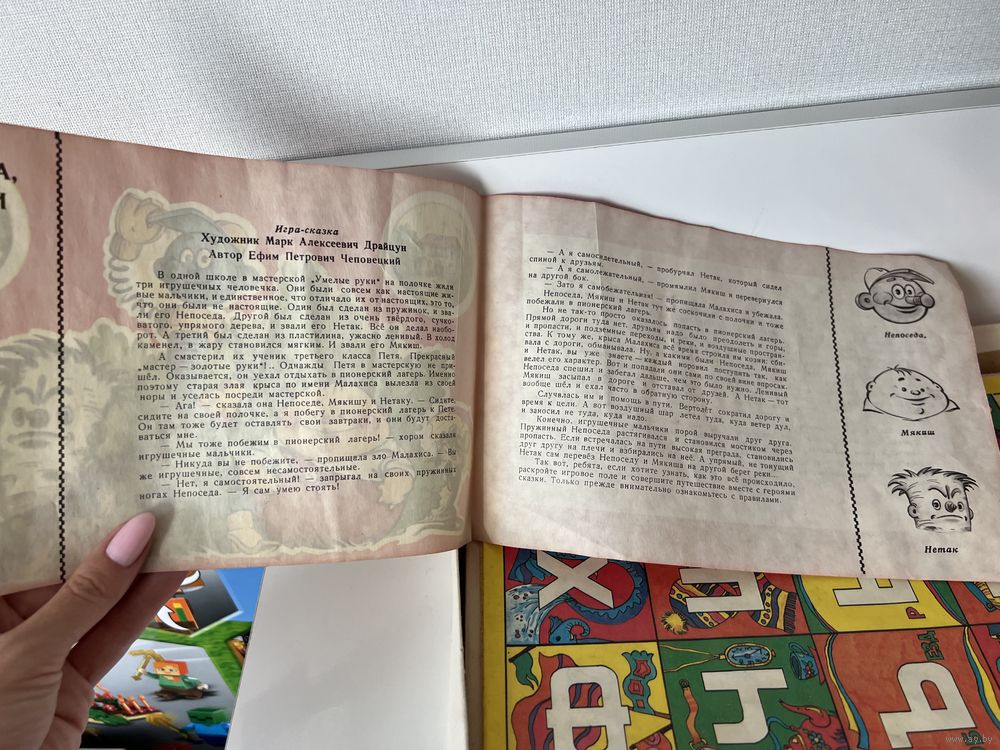 А,
И
Игра-сказка
Художник Марк Алексеевич Драйцун
Автор Ефим Петрович Чеповецкий
В одной школе в мастерской „Умелые руки" на полочке жили
три игрушечных человечка. Были они совсем как настоящие жи-
вые мальчики, и единственное, что отличало их от настоящих, это то,
что они были не настоящие. Один был сделан из пружинок, и зва-
ли его Непоседа. Другой был сделан из очень твёрдого, сучко-
ватого, упрямого дерева, и звали его Нетак. Всё он делал наобо-
рот. А третий был сделан из пластилина, ужасно ленивый. В холод
каменел, в жару становился мягким. И звали его Мякиш.
А смастерил их ученик третьего класса Петя. Прекрасный
„мастер — золотые руки"!.. Однажды Петя в мастерскую не при-
шёл. Оказывается, он уехал отдыхать в пионерский лагерь. Именно
поэтому старая злая крыса по имени Малахиса вылезла из своей
норы и уселась посреди мастерской.
— Ага! — сказала она Непоседе, Мякишу и Нетаку. — Сидите,
сидите на своей полочке, а я побегу в пионерский лагерь к Пете.
Он там тоже будет оставлять свои завтраки, и они будут доста-
ваться мне.
— Мы тоже побежим в пионерский лагерь! — хором сказали
игрушечные мальчики.
— Никуда вы не побежите, — пропищала зло Малахиса. — Вы
же игрушечные, совсем несамостоятельные.
— Нет, я самостоятельный! — запрыгал на своих пружинных
ногах Непоседа. — Я сам умею стоять!
— А я самосидетельный, — пробурчал Нетак, который сидел
спиной к друзьям.
— А я самолежательный, — промямлил Мякиш и перевернулся
на другой бок.
— Зато я самобежательная! — пропищала Малахиса и убежала.
Непоседа, Мякиш и Нетак тут же соскочили с полочки и тоже
побежали в пионерский лагерь.
Но не так-то просто оказалось попасть в пионерский лагерь.
Прямой дороги туда нет. Друзьям надо было преодолеть и горы,
и пропасти, и подземные переходы, и реки, и воздушные простран-
ства. К тому же, крыса Малахиса всё время строила им козни: сби-
вала с дороги, обманывала. Ну, а какими были Непоседа, Мякиш
и Нетак, вы уже знаете — каждый норовил поступить так, как
велел его характер. Вот и попадали они сами по своей вине впросак.
Непоседа спешил и забегал дальше, чем это было нужно. Ленивый
Мякиш засыпал в дороге и отставал от друзей. А Нетак — тот
вообще шёл и ехал часто в обратную сторону.
Случалась им и помощь в пути. Вертолёт сократил дорогу и
время к цели. А вот воздушный шар летел туда, куда ветер дул,
и заносил не туда, куда надо.
Конечно, игрушечные мальчики порой выручали друг друга.
Пружинный Непоседа растягивался и становился мостиком через
пропасть. Если встречалась на пути высокая преграда, становились
друг другу на плечи и взбирались на неё. А упрямый, не тонущий
Нетак сам перевёз Непоседу и Мякиша на другой берег реки.
Так вот, ребята, если хотите узнать, как это всё происходило,
раскройте игровое поле и совершите путешествие вместе с героями
сказки. Только прежде внимательно ознакомьтесь с правилами.
Непоседа,
Мякиш
Нетак
Х
Ф
Ч
Ъ
www.ay.by